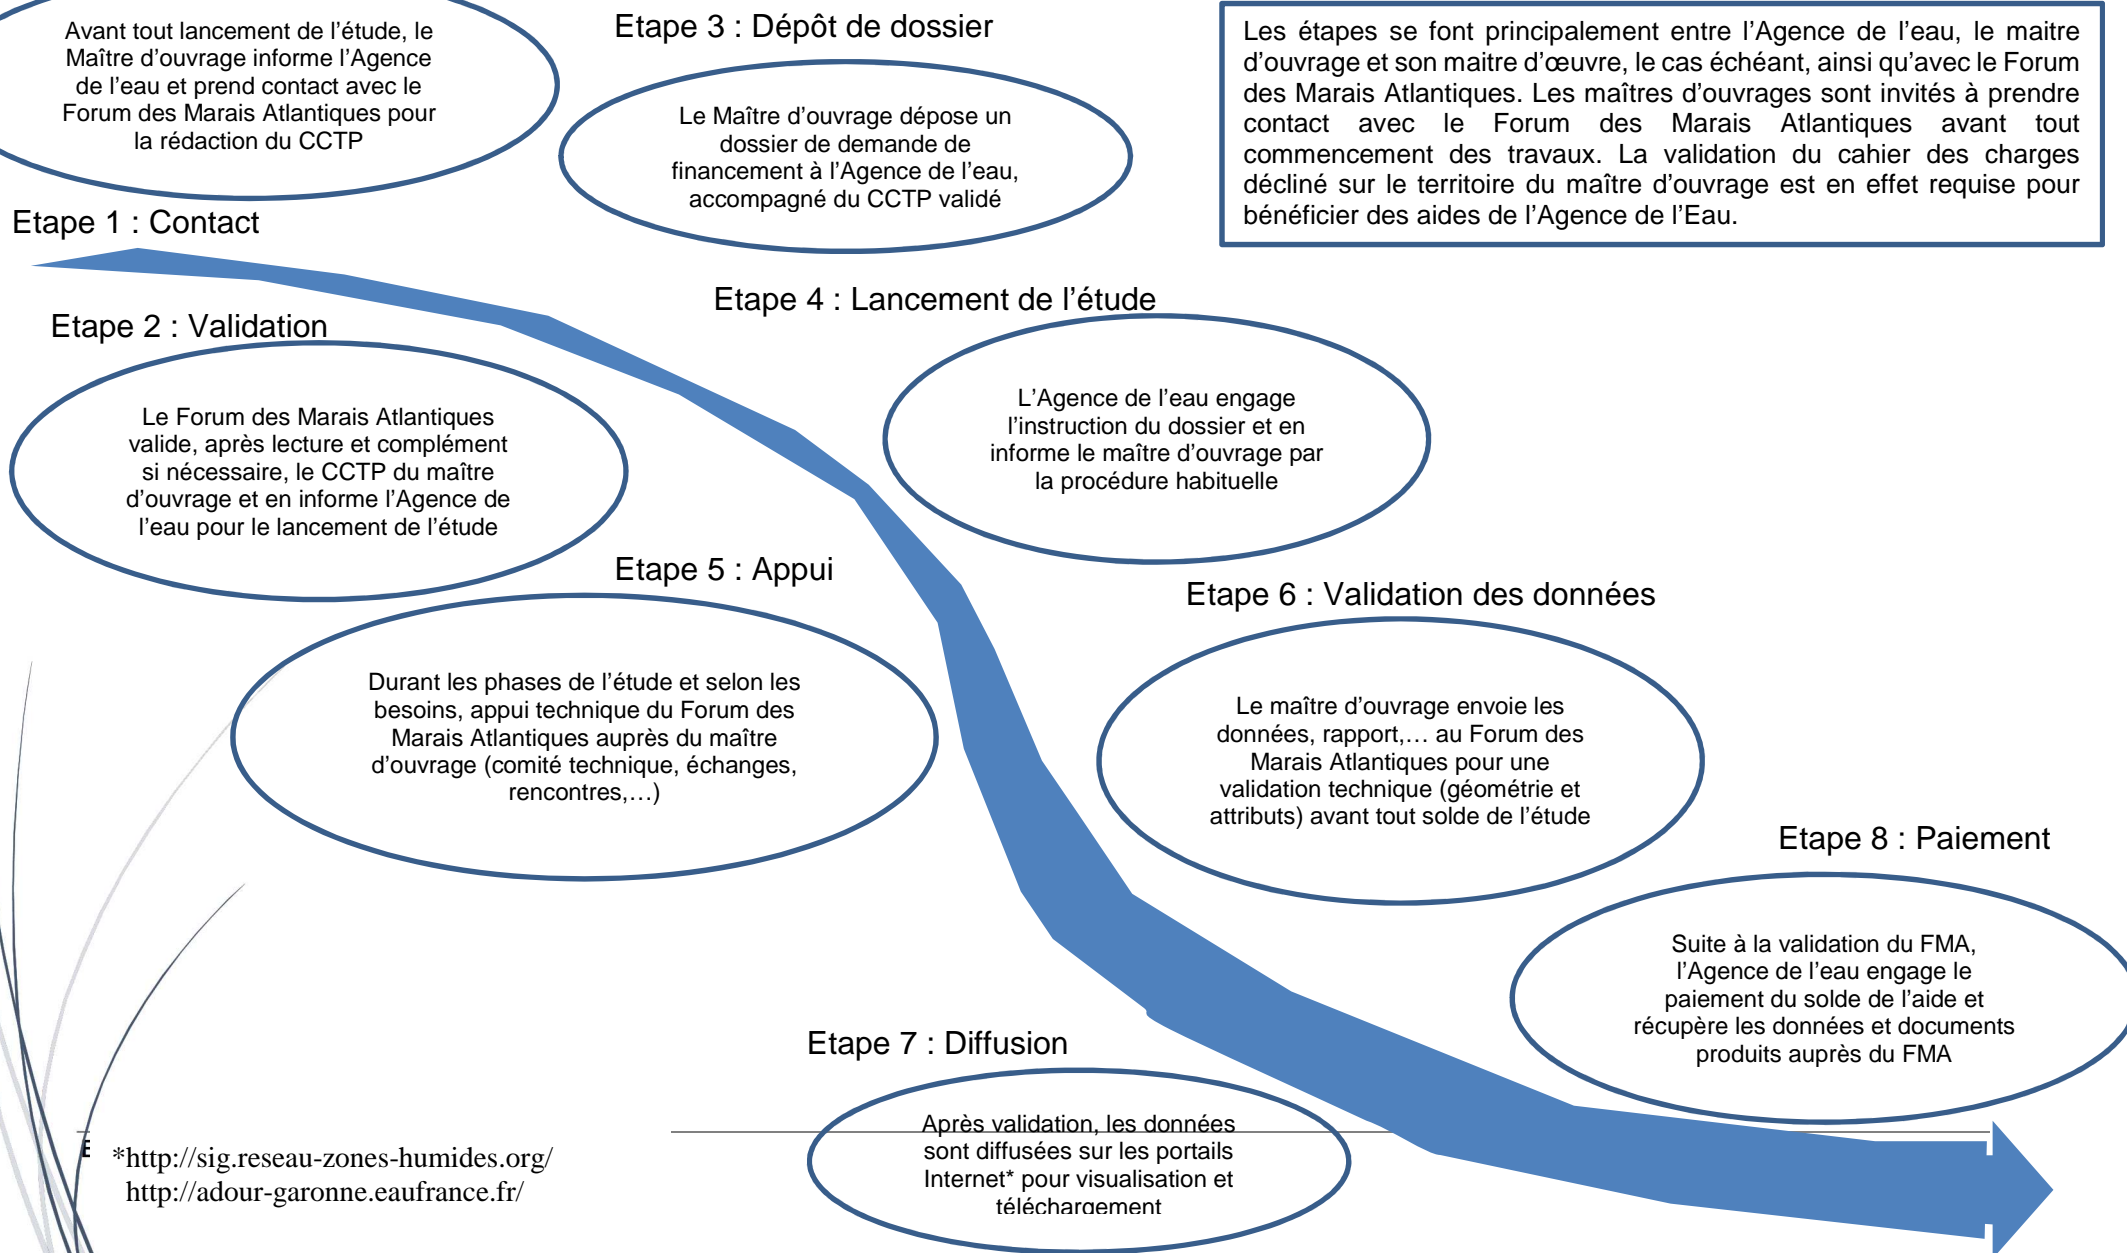 Avant tout lancement de l’étude, le
Maître d’ouvrage informe l’Agence
de l’eau et prend contact avec le
Forum des Marais Atlantiques pour
la rédaction du CCTP
Etape 1 : Contact
Etape 3 : Dépôt de dossier
Le Maître d’ouvrage dépose un
dossier de demande de
financement à l’Agence de l’eau,
accompagné du CCTP validé
Les étapes se font principalement entre l’Agence de l’eau, le maitre
d’ouvrage et son maitre d’œuvre, le cas échéant, ainsi qu’avec le Forum
des Marais Atlantiques. Les maîtres d’ouvrages sont invités à prendre
contact avec le Forum des Marais Atlantiques avant tout
commencement des travaux. La validation du cahier des charges
décliné sur le territoire du maître d’ouvrage est en effet requise pour
bénéficier des aides de l’Agence de l’Eau.
Etape 2 : Validation
Le Forum des Marais Atlantiques
valide, après lecture et complément
si nécessaire, le CCTP du maître
d’ouvrage et en informe l’Agence de
l’eau pour le lancement de l’étude
Etape 4 : Lancement de l’étude
L’Agence de l’eau engage
l’instruction du dossier et en
informe le maître d’ouvrage par
la procédure habituelle
Etape 5 : Appui
Durant les phases de l’étude et selon les
besoins, appui technique du Forum des
Marais Atlantiques auprès du maître
d’ouvrage (comité technique, échanges,
rencontres,…)
Etape 6 : Validation des données
Le maître d’ouvrage envoie les
données, rapport,… au Forum des
Marais Atlantiques pour une
validation technique (géométrie et
attributs) avant tout solde de l’étude
Etape 8 : Paiement
Suite à la validation du FMA,
l’Agence de l’eau engage le
paiement du solde de l’aide et
récupère les données et documents
produits auprès du FMA
Etape 7 : Diffusion
Après validation, les données
sont diffusées sur les portails
Internet* pour visualisation et
téléchargement
*http://sig.reseau-zones-humides.org/
http://adour-garonne.eaufrance.fr/